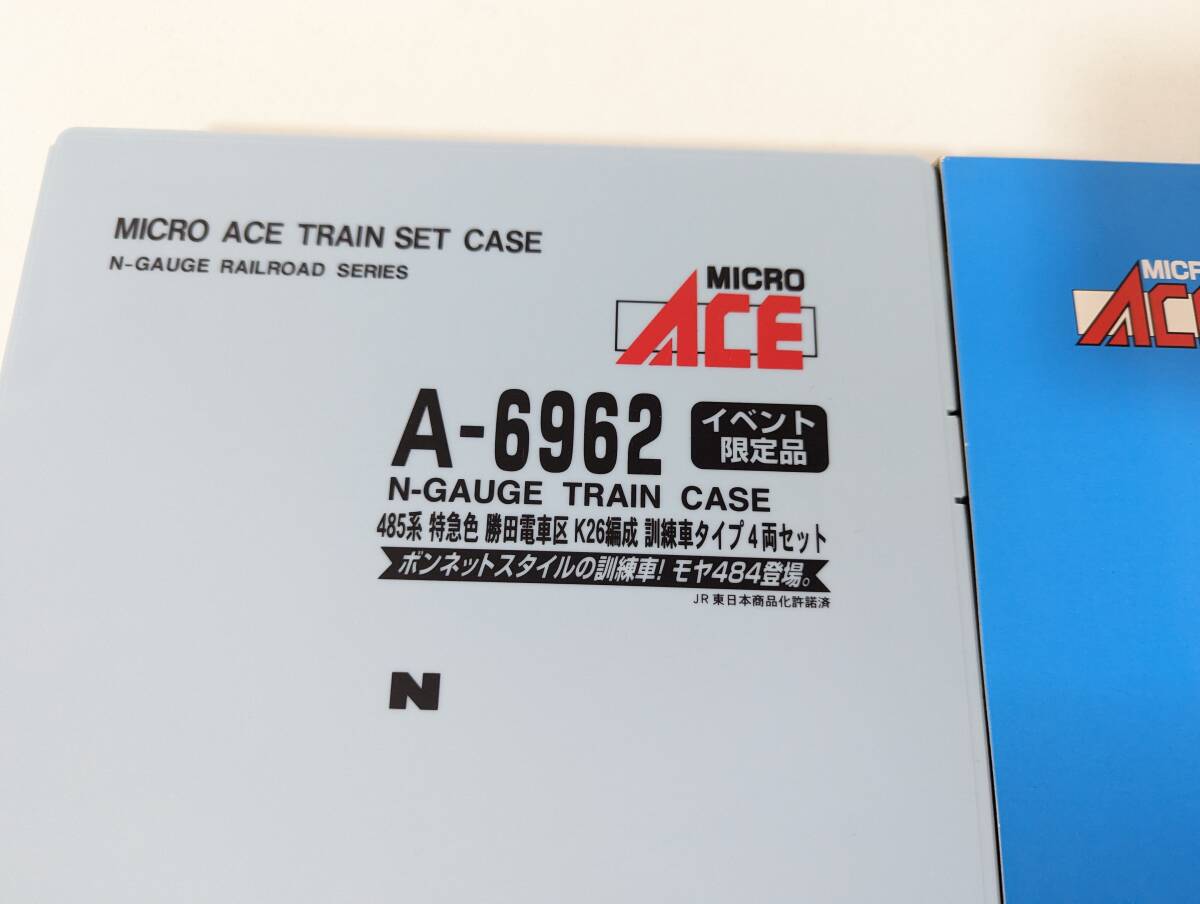 MICRO ACE TRAIN SET CASE
N-GAUGE RAILROAD SERIES
MICRO
ACE
A-6962
イベント
限定品
N-GAUGE TRAIN CASE
485系 特急色 勝田電車区 K26編成 訓練車タイプ4両セット
ボンネットスタイルの訓練車! モヤ484登場。
JR東日本商品化許諾済
N